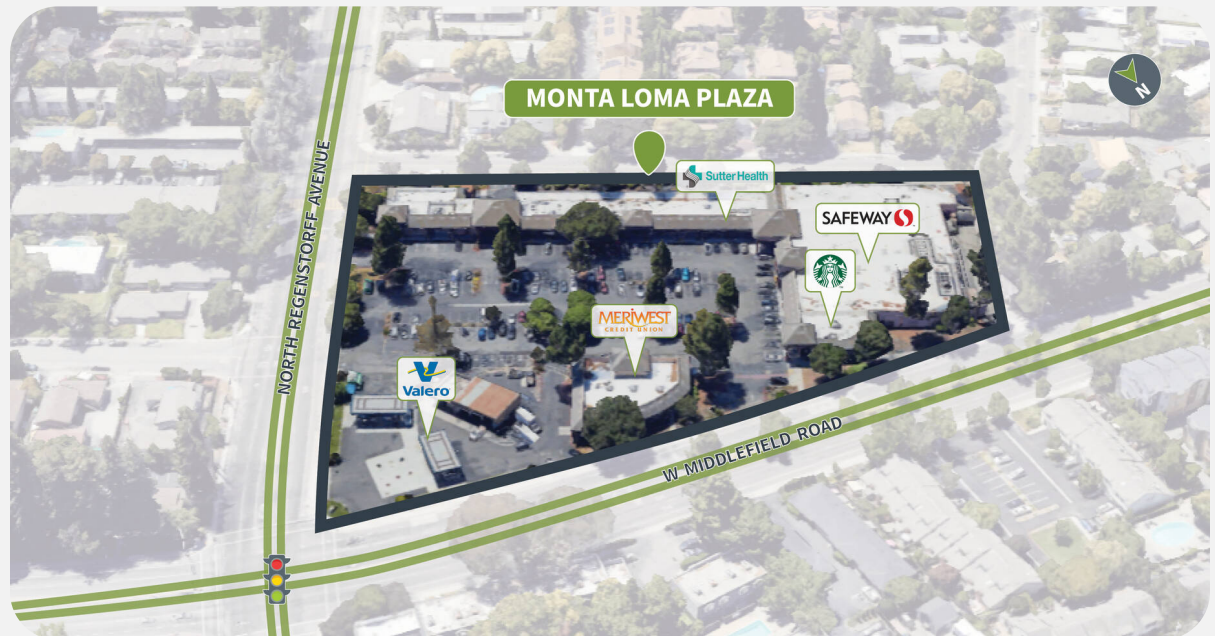 MONTA LOMA PLAZA
N
Sutter Health
SAFEWAY
MERIWEST
CREDIT UNION
Valero
NORTH REGENSTORFF AVENUE
W MIDDLEFIELD ROAD